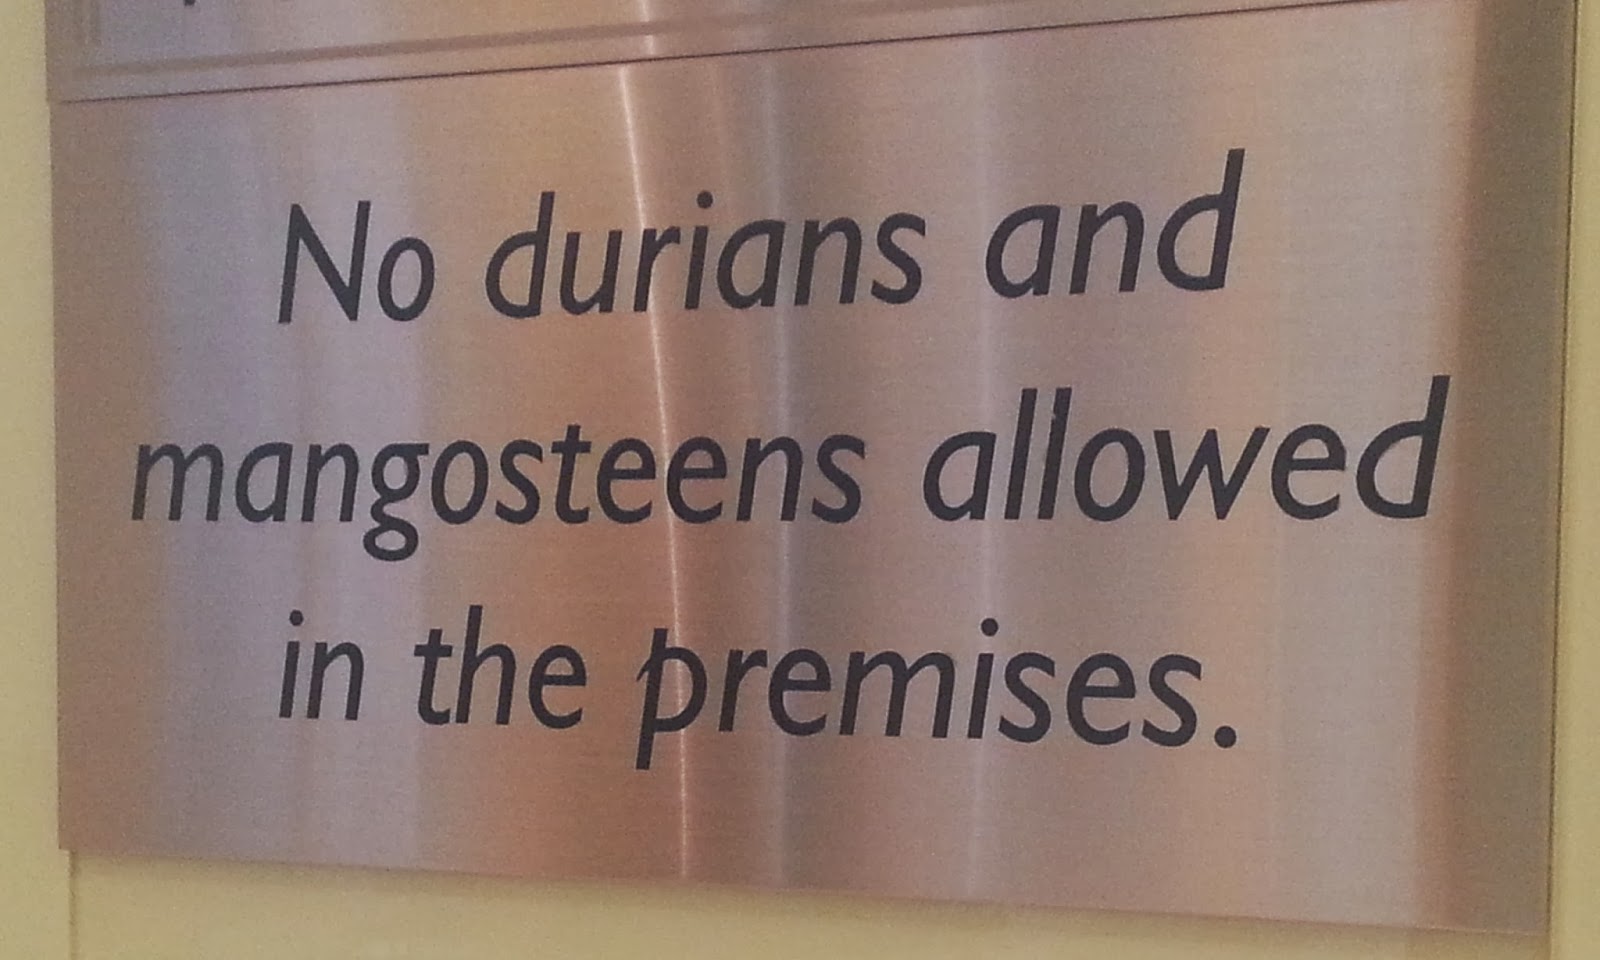 No durians and
mangosteens allowed
in the premises.